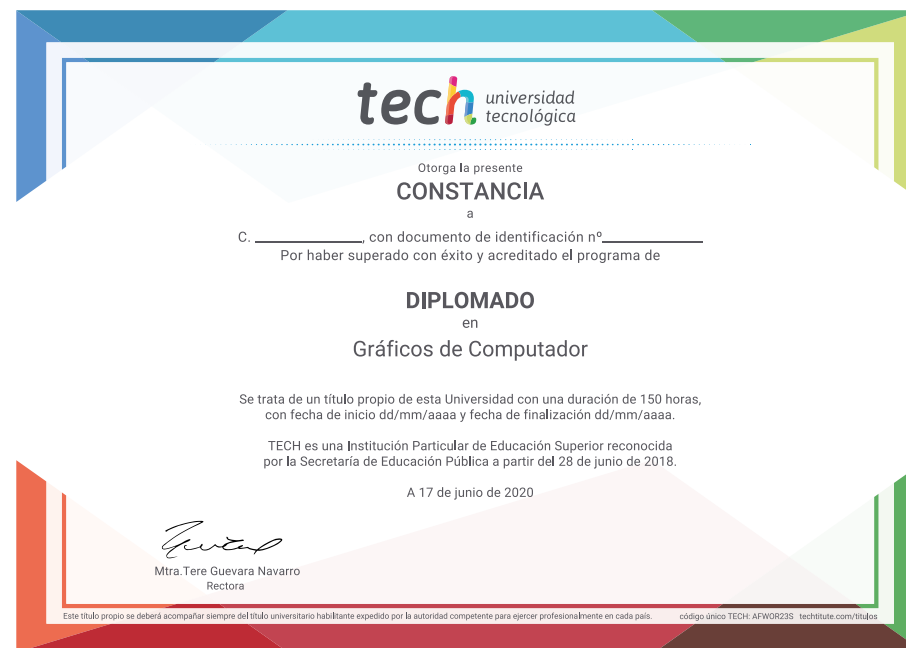 tech universidad
tecnológica
Otorga la presente
CONSTANCIA
a
C. ______________, con documento de identificación nº_____________
Por haber superado con éxito y acreditado el programa de
DIPLOMADO
en
Gráficos de Computador
Se trata de un título propio de esta Universidad con una duración de 150 horas,
con fecha de inicio dd/mm/aaaa y fecha de finalización dd/mm/aaaa.
TECH es una Institución Particular de Educación Superior reconocida
por la Secretaría de Educación Pública a partir del 28 de junio de 2018.
A 17 de junio de 2020
Mtra.Tere Guevara Navarro
Rectora
Este título propio se deberá acompañar siempre del título universitario habilitante expedido por la autoridad competente para ejercer profesionalmente en cada país. código único TECH: AFWOR23S techtitute.com/titulos